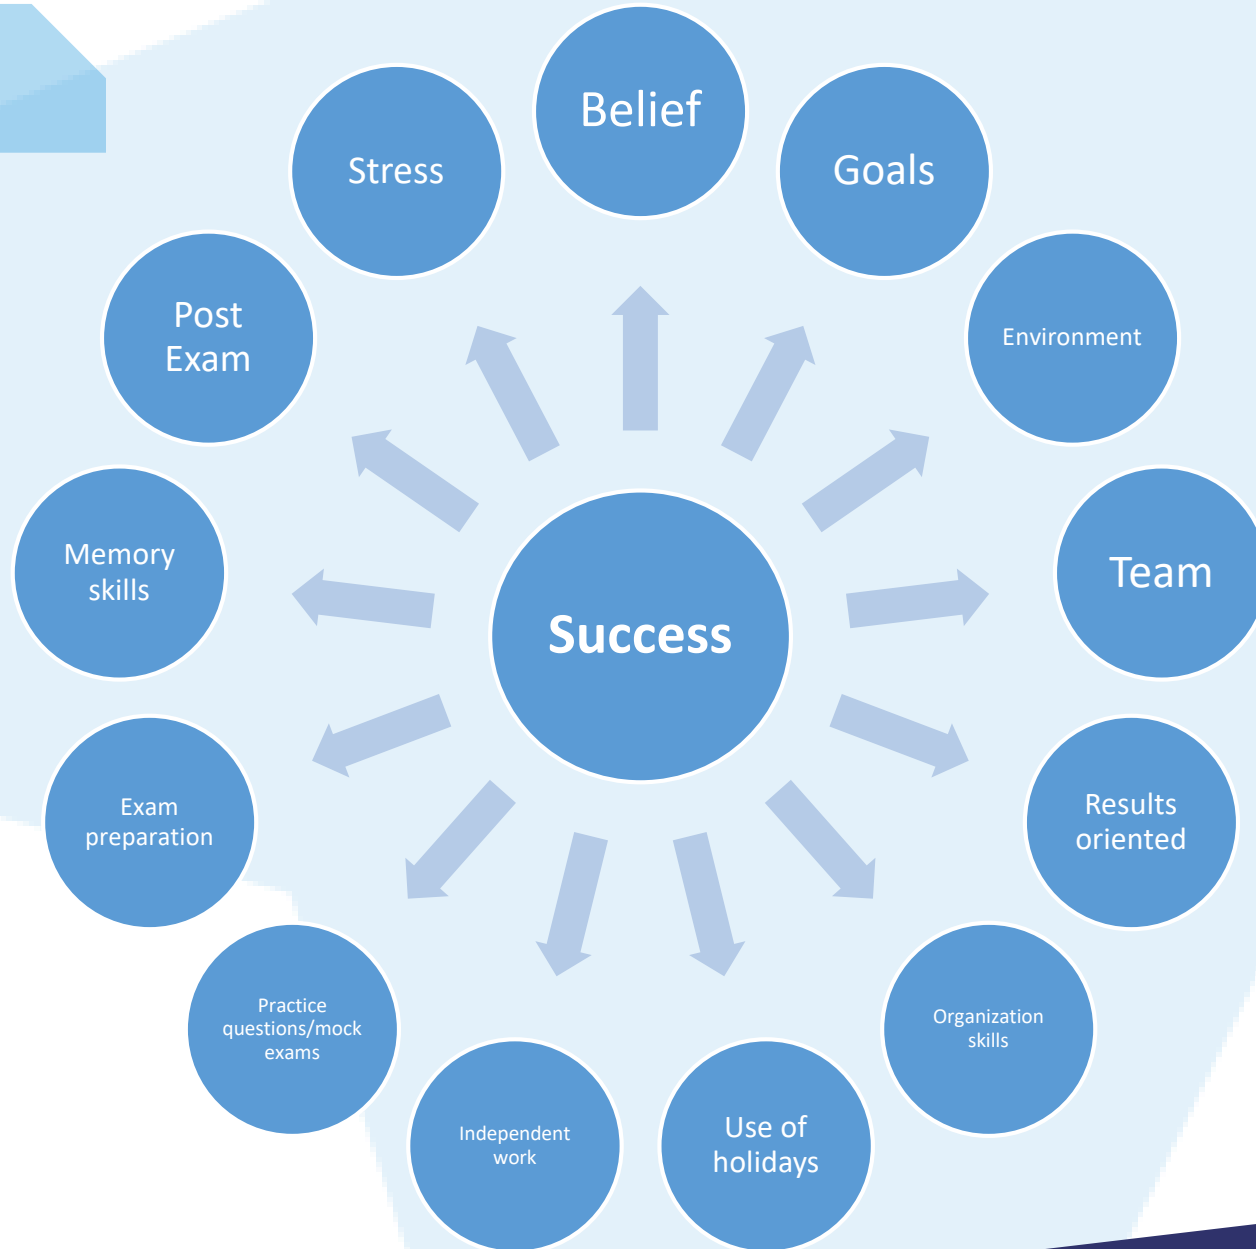 Belief
Goals
Environment
Team
Results
oriented
Organization
skills
Use of
holidays
Independent
work
Practice
questions/mock
exams
Exam
preparation
Memory
skills
Post
Exam
Stress
Success